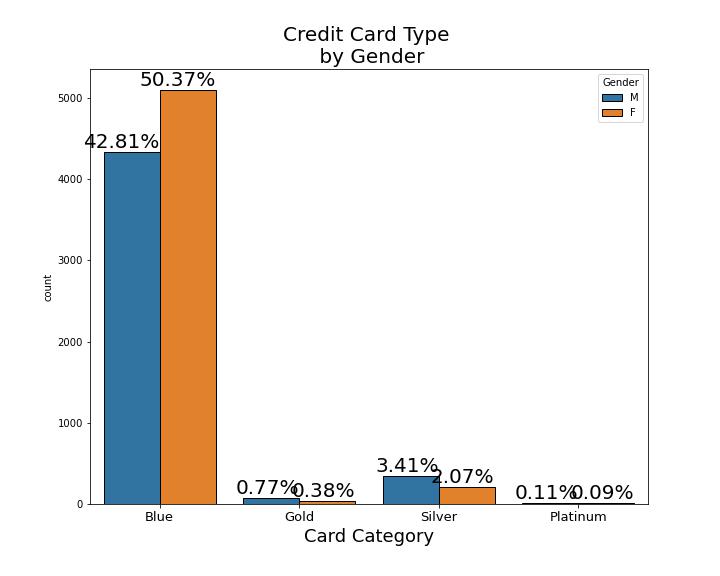 Credit Card Type
by Gender
50.37%
42.81%
Gender
M
F
5000
4000
3000
2000
1000
0
count
0.77%
0.38%
3.41%
2.07%
0.11%
0.09%
Blue
Gold
Silver
Platinum
Card Category